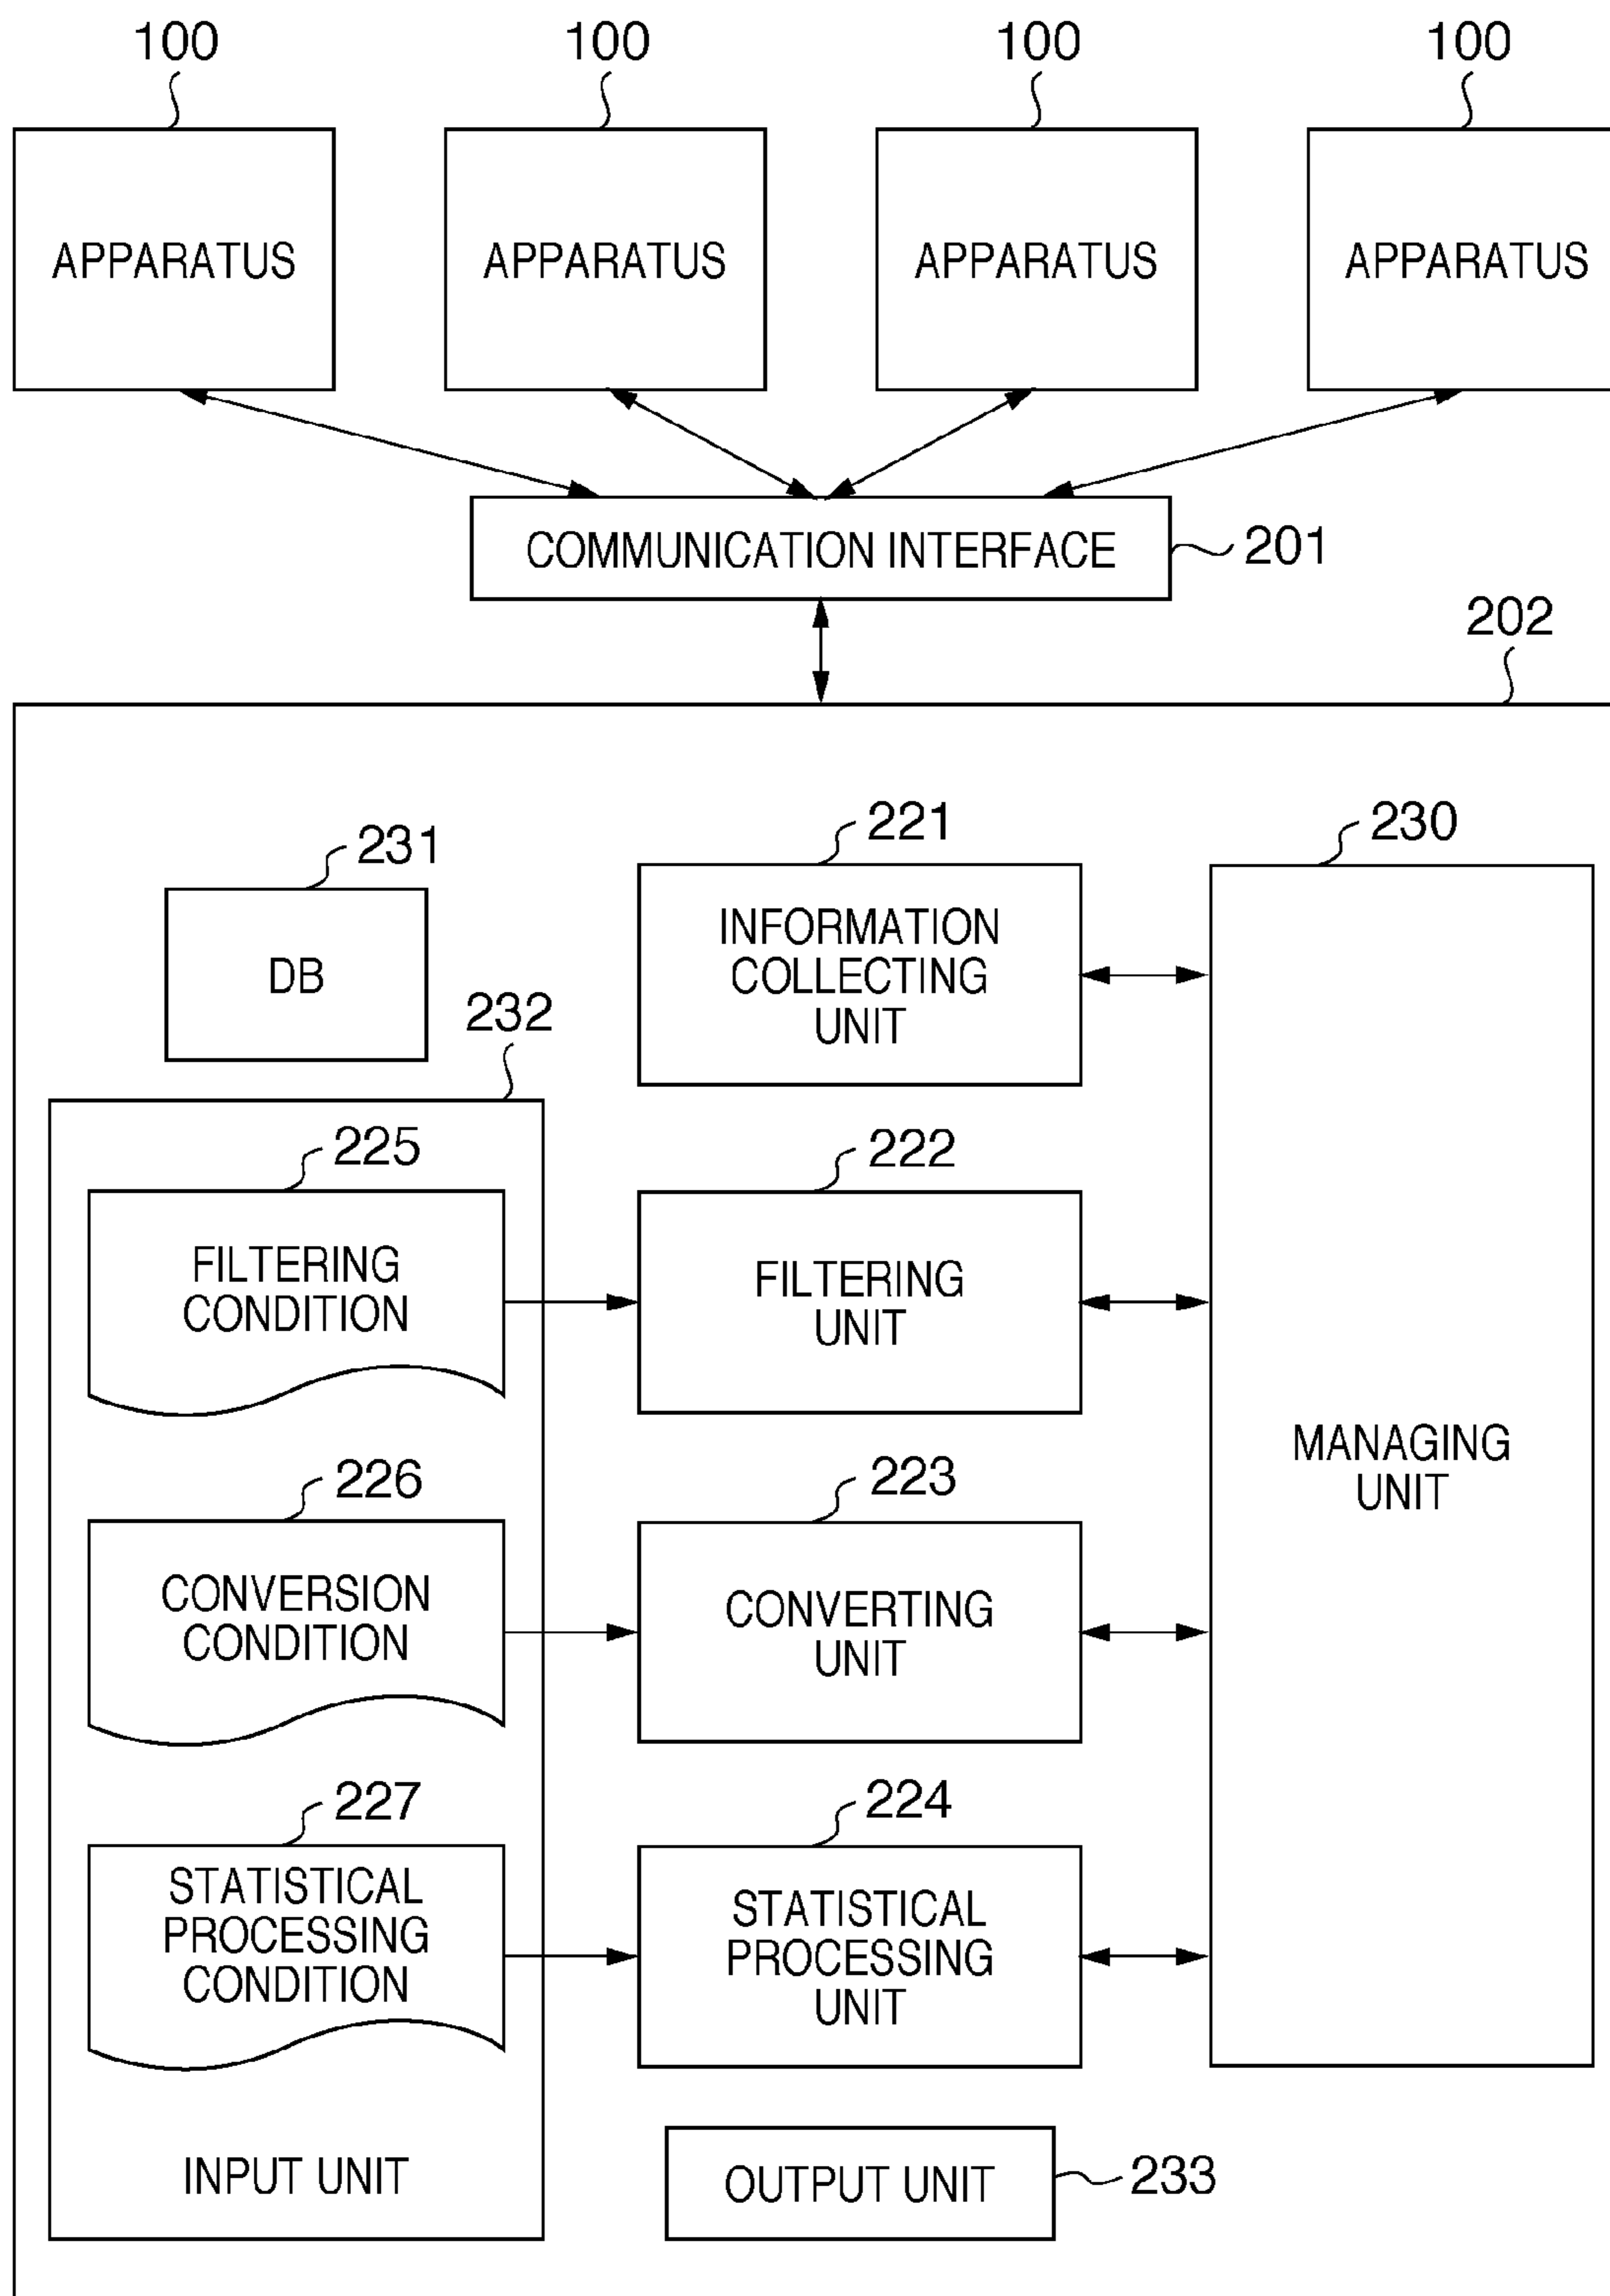 100
100
100
100
APPARATUS
APPARATUS
APPARATUS
APPARATUS
COMMUNICATION INTERFACE
201
202
231
DB
221
INFORMATION
COLLECTING
UNIT
230
MANAGING
UNIT
232
225
FILTERING
CONDITION
222
FILTERING
UNIT
226
CONVERSION
CONDITION
223
CONVERTING
UNIT
227
STATISTICAL
PROCESSING
CONDITION
224
STATISTICAL
PROCESSING
UNIT
INPUT UNIT
OUTPUT UNIT
233